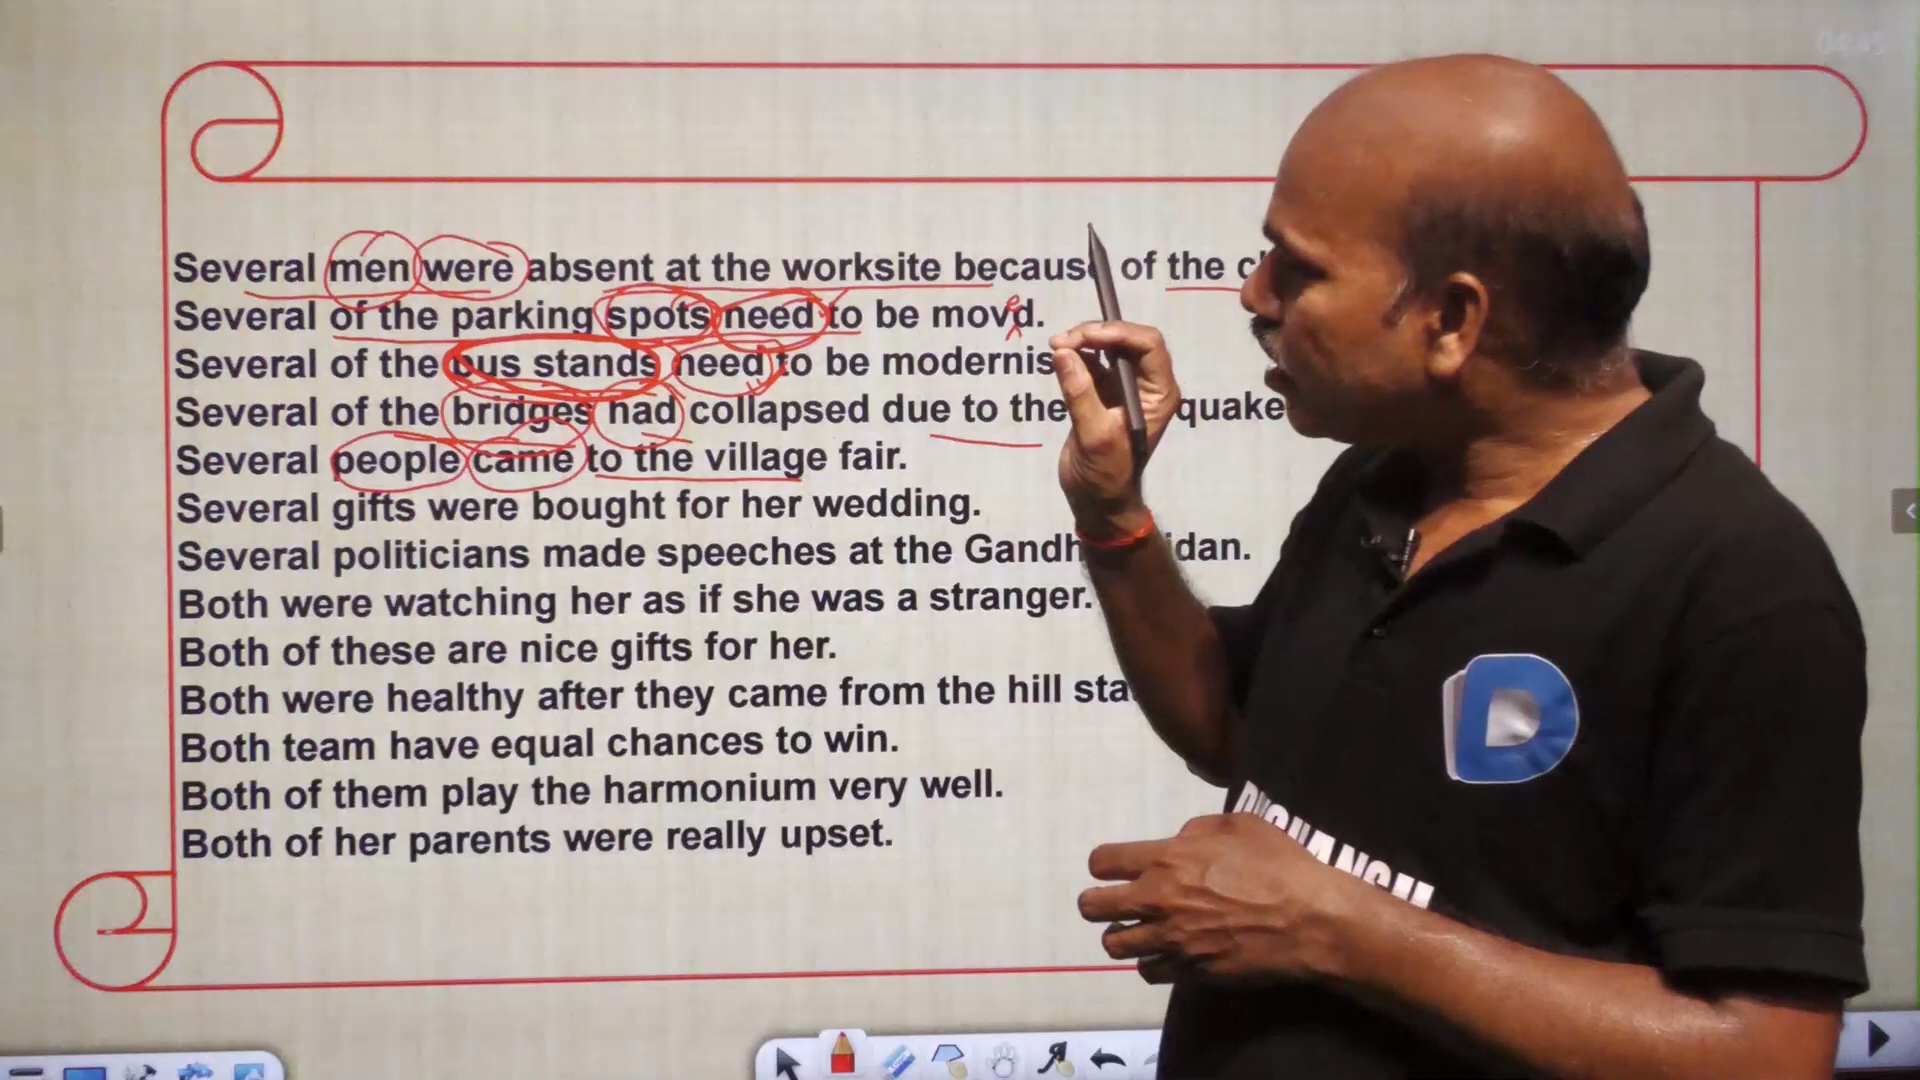 Several men were absent at the worksite because of the
Several of the parking spots need to be movd.
e
Several of the bus stands need to be modernis
Several of the bridges had collapsed due to the quake
Several people came to the village fair.
Several gifts were bought for her wedding.
Several politicians made speeches at the Gandh idan.
Both were watching her as if she was a stranger.
Both of these are nice gifts for her.
Both were healthy after they came from the hill sta
Both team have equal chances to win.
Both of them play the harmonium very well.
Both of her parents were really upset.
D